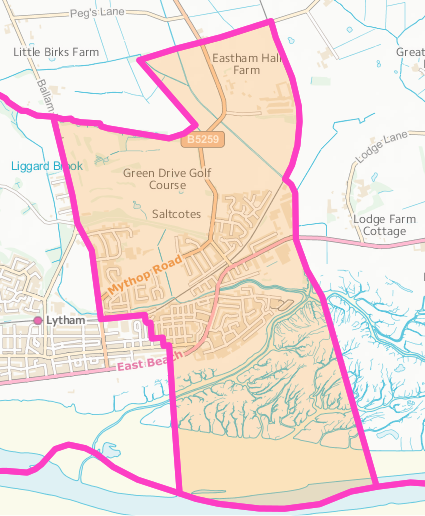 Peg's Lane
Little Birks Farm
Eastham Hall
Farm
Ballam
B5259
Lodge Lane
Liggard Brook
Green Drive Golf
Course
Saltcotes
Lodge Farm
Cottage
Mythop Road
Lytham
East Beach